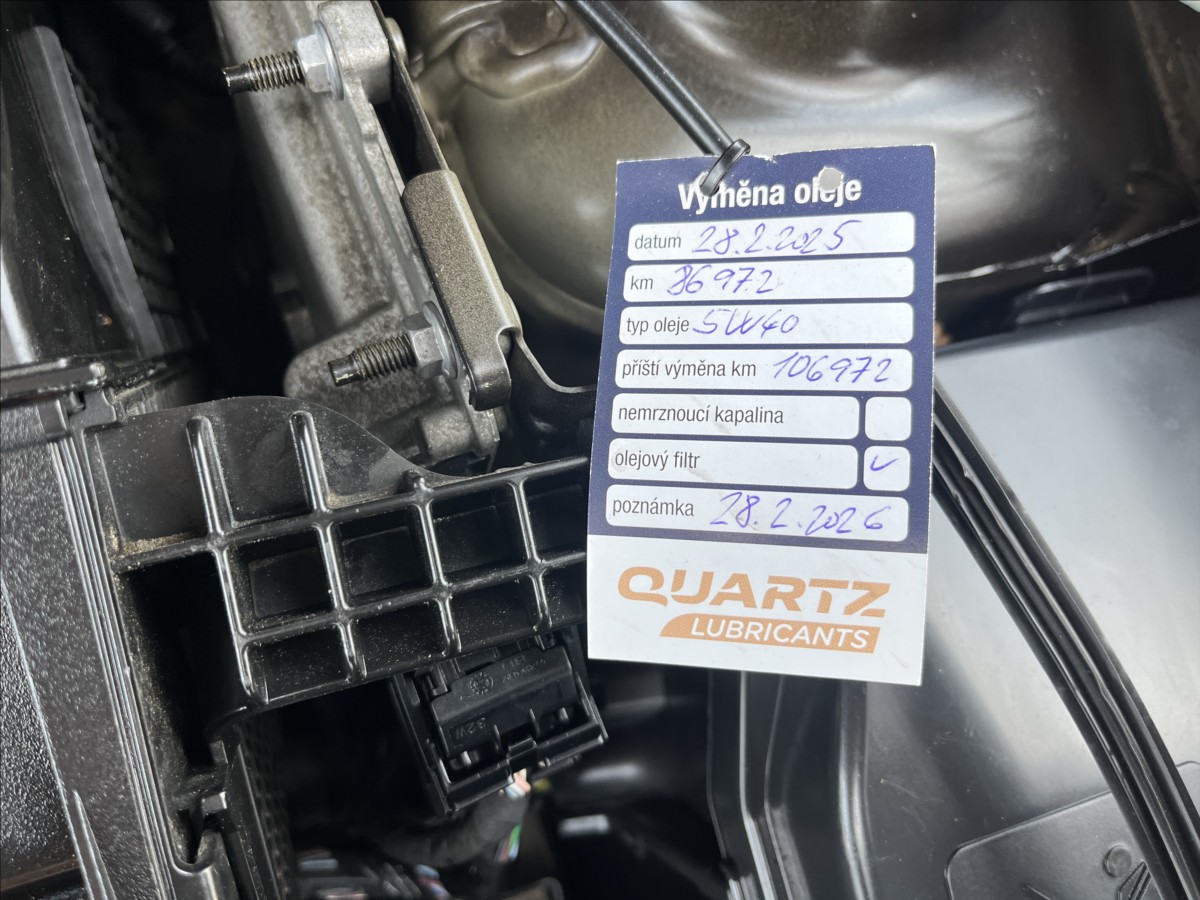 Výměna oleje
datum 28.2.2025
km 86972
typ oleje 5W40
příští výměna km 106972
nemrznoucí kapalina
olejový filtr ✓
poznámka 28.2.2026
QUARTZ
LUBRICANTS